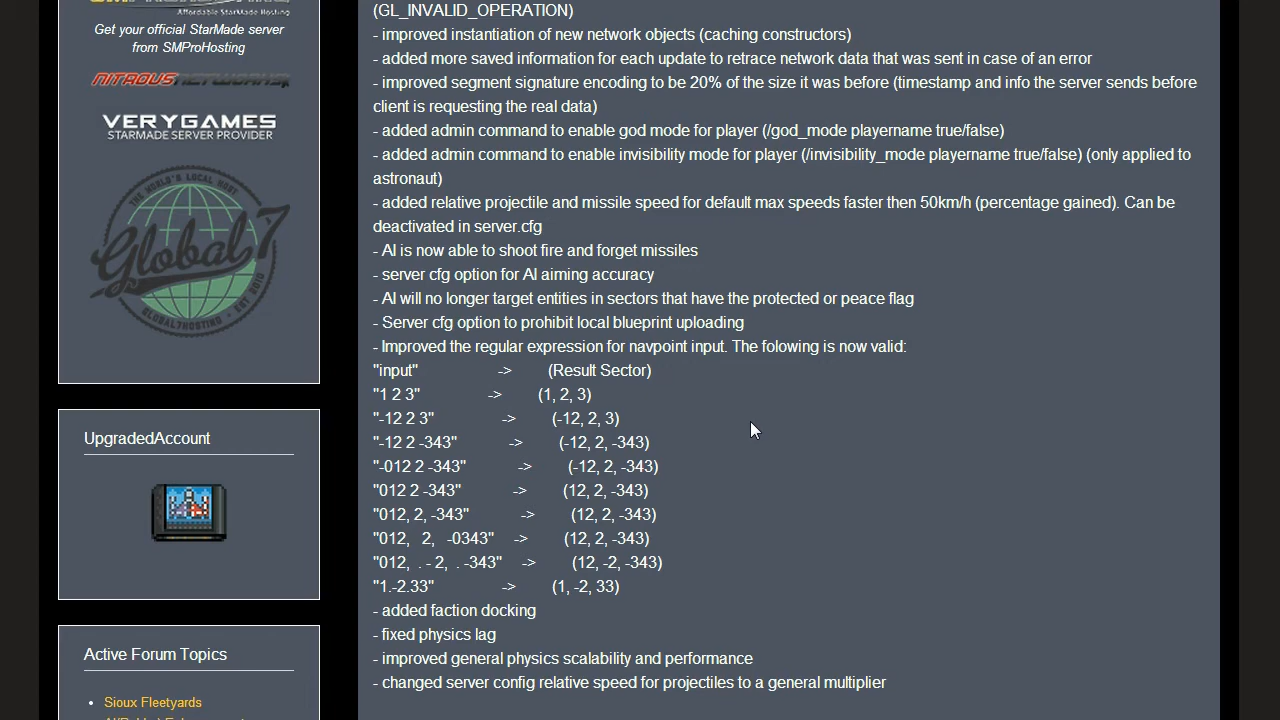 Affordable StarMade Hosting
Get your official StarMade server
from SMProHosting
NITROUSNETWORKS
VERYGAMES
STARMADE SERVER PROVIDER
THE WORLD'S LOCAL HOST
Global7
GLOBAL7HOSTING • EST 2010
UpgradedAccount
Active Forum Topics
Sioux Fleetyards
(GL_INVALID_OPERATION)
- improved instantiation of new network objects (caching constructors)
- added more saved information for each update to retrace network data that was sent in case of an error
- improved segment signature encoding to be 20% of the size it was before (timestamp and info the server sends before
client is requesting the real data)
- added admin command to enable god mode for player (/god_mode playername true/false)
- added admin command to enable invisibility mode for player (/invisibility_mode playername true/false) (only applied to
astronaut)
- added relative projectile and missile speed for default max speeds faster then 50km/h (percentage gained). Can be
deactivated in server.cfg
- AI is now able to shoot fire and forget missiles
- server cfg option for AI aiming accuracy
- AI will no longer target entities in sectors that have the protected or peace flag
- Server cfg option to prohibit local blueprint uploading
- Improved the regular expression for navpoint input. The folowing is now valid:
"input" -> (Result Sector)
"1 2 3" -> (1, 2, 3)
"-12 2 3" -> (-12, 2, 3)
"-12 2 -343" -> (-12, 2, -343)
"-012 2 -343" -> (-12, 2, -343)
"012 2 -343" -> (12, 2, -343)
"012, 2, -343" -> (12, 2, -343)
"012, 2, -0343" -> (12, 2, -343)
"012, . - 2, . -343" -> (12, -2, -343)
"1.-2.33" -> (1, -2, 33)
- added faction docking
- fixed physics lag
- improved general physics scalability and performance
- changed server config relative speed for projectiles to a general multiplier